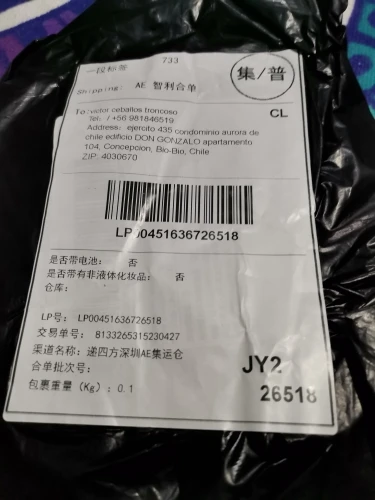 一段标签
733
集/普
Shipping: AE 智利合单
CL
To: victor ceballos troncoso
Tel: / +56 981846519
Address: ejercito 435 condominio aurora de
chile edificio DON GONZALO apartamento
104, Concepcion, Bio-Bio, Chile
ZIP: 4030670
LP00451636726518
是否带电池: 否
是否带有非液体化妆品: 否
仓库:
LP号: LP00451636726518
交易单号: 8133265315230427
渠道名称: 递四方深圳AE集运仓
合单批次号:
JY2
包裹重量 (Kg): 0.1
26518